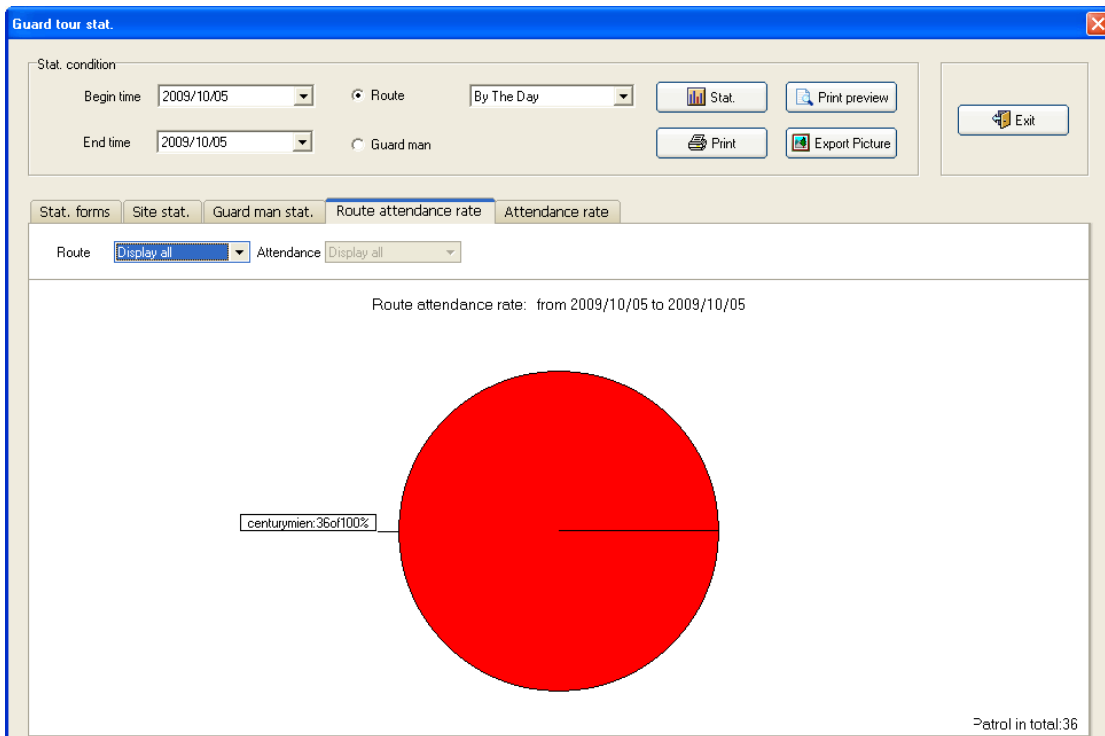 Guard tour stat.
Stat. condition
Begin time 2009/10/05 Route By The Day Stat. Print preview
End time 2009/10/05 Guard man Print Export Picture
Exit
Stat. forms Site stat. Guard man stat. Route attendance rate Attendance rate
Route Display all Attendance Display all
Route attendance rate: from 2009/10/05 to 2009/10/05
centurymien:36of100%
Patrol in total:36